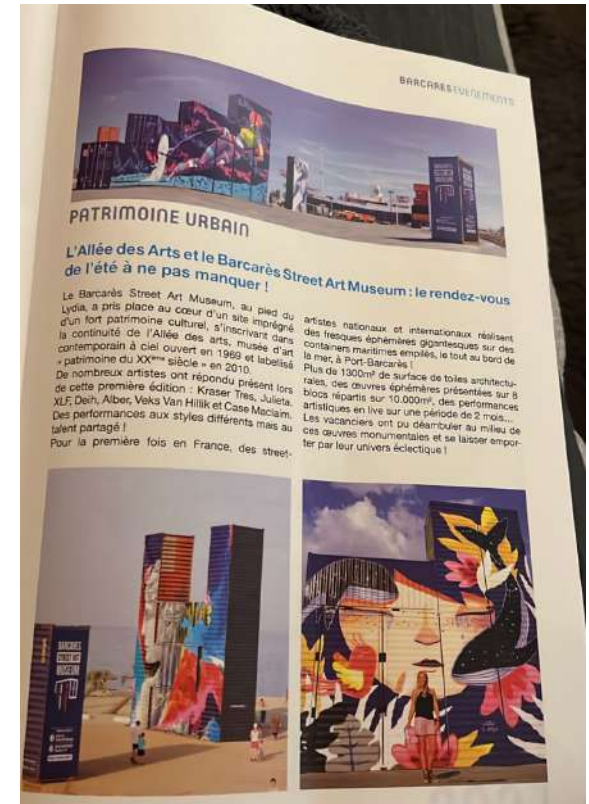 BARCARES EVENEMENTS
PATRIMOINE URBAIN
L'Allée des Arts et le Barcarès Street Art Museum : le rendez-vous
de l'été à ne pas manquer !
Le Barcarès Street Art Museum, au pied du
Lydia, a pris place au cœur d'un site imprégné
d'un fort patrimoine culturel, s'inscrivant dans
la continuité de l'Allée des arts, musée d'art
contemporain à ciel ouvert en 1969 et labelisé
« patrimoine du XXème siècle » en 2010.
De nombreux artistes ont répondu présent lors
de cette première édition : Kraser Tres, Julieta.
XLF, Deih, Alber, Veks Van Hillik et Case Maclaim.
Des performances aux styles différents mais au
talent partagé !
Pour la première fois en France, des street-
artistes nationaux et internationaux réalisent
des fresques éphémères gigantesques sur des
containers maritimes empilés, le tout au bord de
la mer, à Port-Barcarès !
Plus de 1300m² de surface de toiles architectu-
rales, des œuvres éphémères présentées sur 8
blocs répartis sur 10.000m², des performances
artistiques en live sur une période de 2 mois...
Les vacanciers ont pu déambuler au milieu de
ces œuvres monumentales et se laisser empor-
ter par leur univers éclectique !
BARCARES
STREET ART
MUSEUM